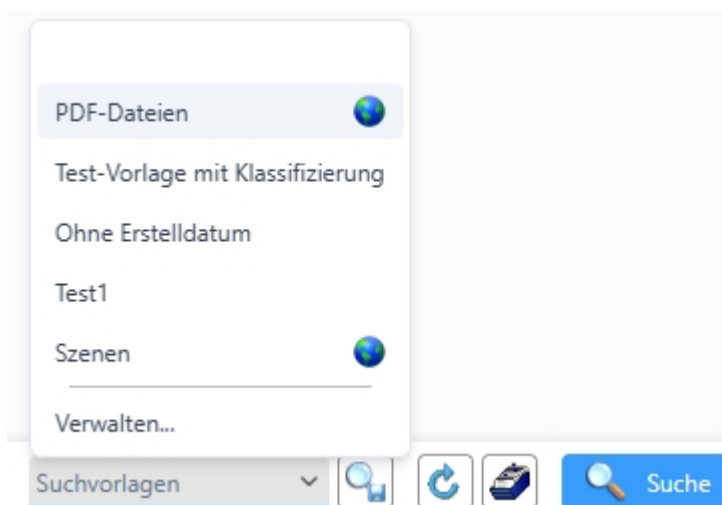 PDF-Dateien
Test-Vorlage mit Klassifizierung
Ohne Erstelldatum
Test1
Szenen
Verwalten...
Suchvorlagen
Suche